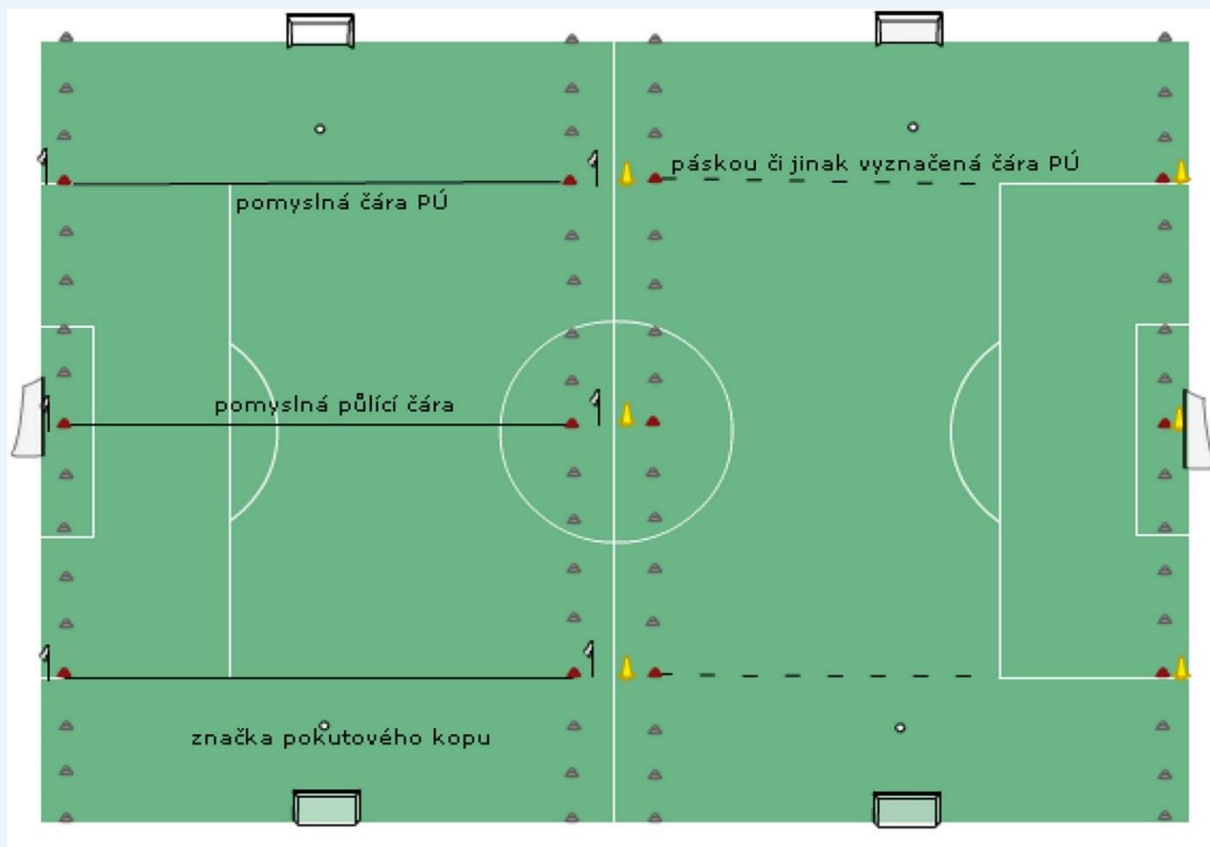 páskou či jinak vyznačená čára PÚ
pomyslná čára PÚ
pomyslná půlící čára
značka pokutového kopu